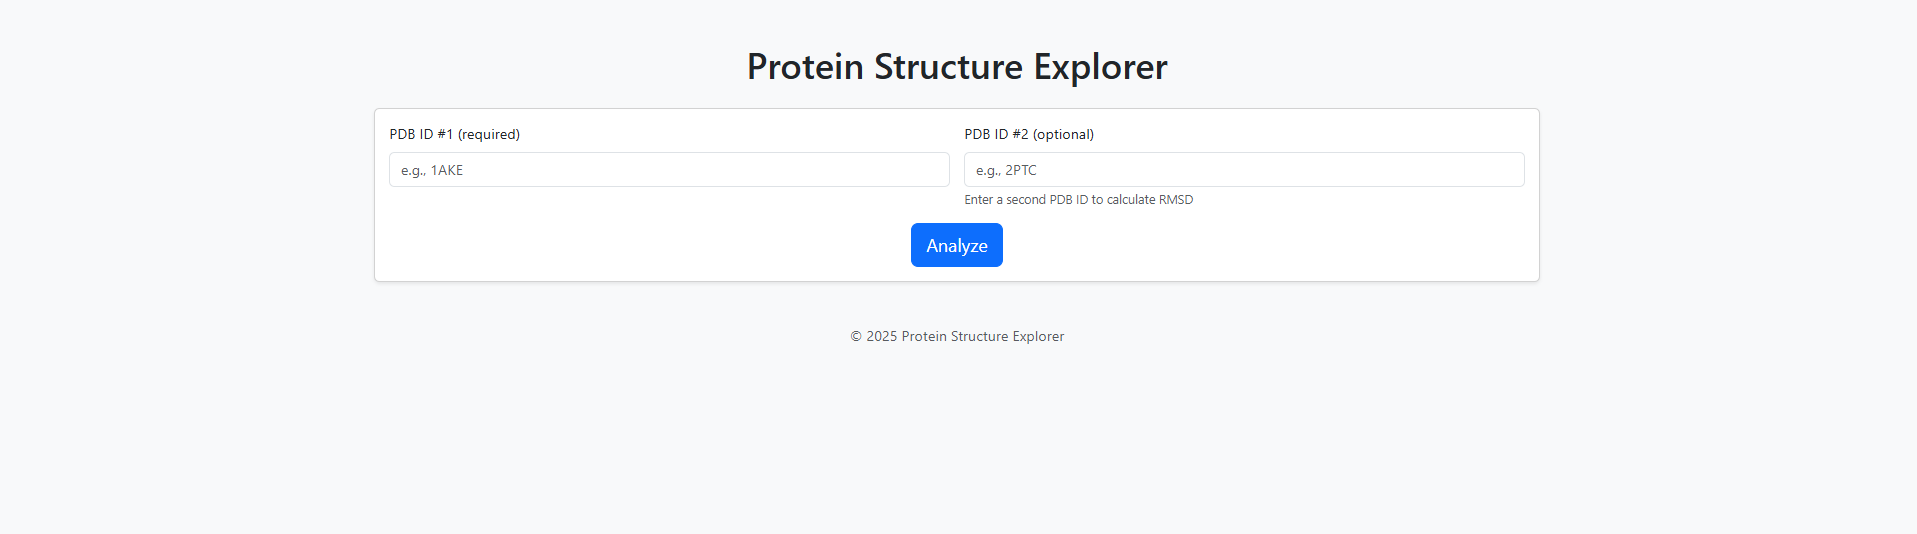 Protein Structure Explorer
PDB ID #1 (required)
e.g., 1AKE
PDB ID #2 (optional)
e.g., 2PTC
Enter a second PDB ID to calculate RMSD
Analyze
© 2025 Protein Structure Explorer